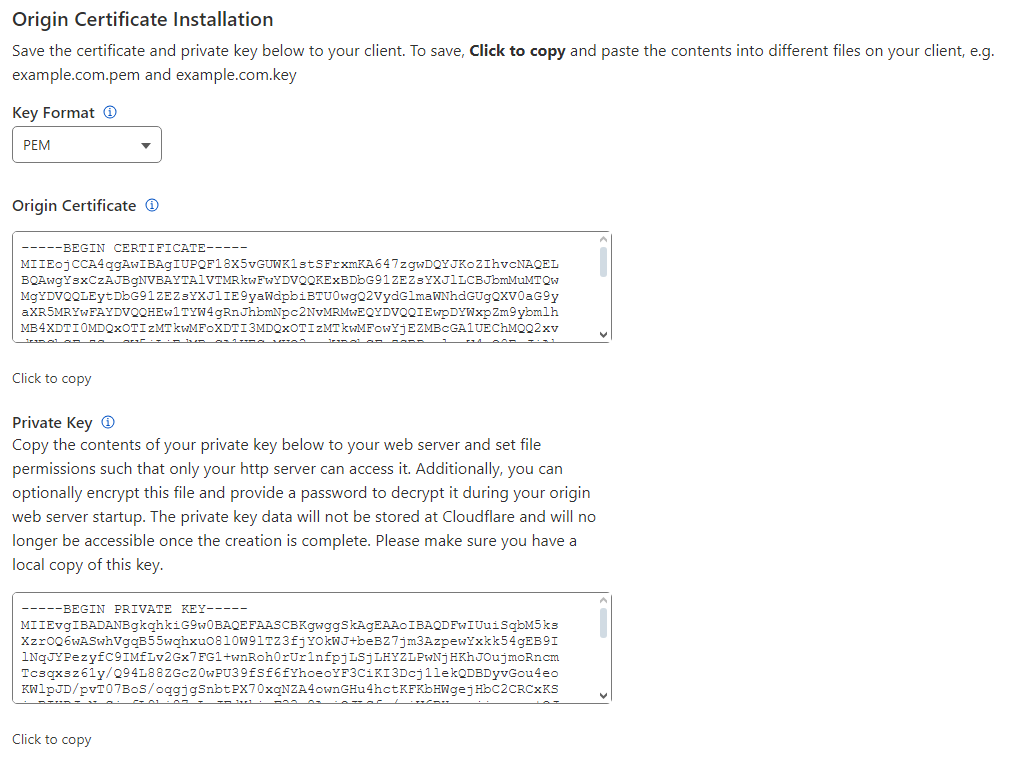 Origin Certificate Installation
Save the certificate and private key below to your client. To save, Click to copy and paste the contents into different files on your client, e.g.
example.com.pem and example.com.key
Key Format
PEM
Origin Certificate
-----BEGIN CERTIFICATE-----
MIIEojCCA4qgAwIBAgIUPQF18X5vGUWKlstSFrxmKA647zgwDQYJKoZIhvcNAQEL
BQAwgYsxCzAJBgNVBAYTAlVTMRkwFwYDVQQKExBDbG91ZEZsYXJlLCBJbmMuMTQw
MgYDVQQLEytDbG91ZEZsYXJlIE9yaWdpbiBTU0wgQ2VydGlmaWNhdGUgQXV0aG9y
aXR5MRYwFAYDVQQHEw1TYW4gRnJhbmNpc2NvMRMwEQYDVQQIEwpDYWxpZm9ybmlh
MB4XDTI0MDQxOTIzMTkwMFoXDTI3MDQxOTIzMTkwMFowYjEZMBcGA1UEChMQQ2xv
Click to copy
Private Key
Copy the contents of your private key below to your web server and set file
permissions such that only your http server can access it. Additionally, you can
optionally encrypt this file and provide a password to decrypt it during your origin
web server startup. The private key data will not be stored at Cloudflare and will no
longer be accessible once the creation is complete. Please make sure you have a
local copy of this key.
-----BEGIN PRIVATE KEY-----
MIIEvgIBADANBgkqhkiG9w0BAQEFAASCBKgwggSkAgEAAoIBAQDFwIUuiSqbM5ks
XzrOQ6wASwhVgqB55wqhxuO8l0W9lTZ3fjYOkWJ+beBZ7jm3AzpewYxkk54gEB9I
lNqJYPezyfC9IMfLv2Gx7FG1+wnRoh0rUrlnfpjLSjLHYZLPwNjHKhJOujmoRncm
Tcsqxsz61y/Q94L88ZGcZ0wPU39fSf6fYhoeoYF3CiKI3Dcj1lekQDBDyvGou4eo
KWlpJD/pvT07BoS/oqgjgSnbtPX70xqNZA4ownGHu4hctKFKbHWgejHbC2CRCxKS
Click to copy